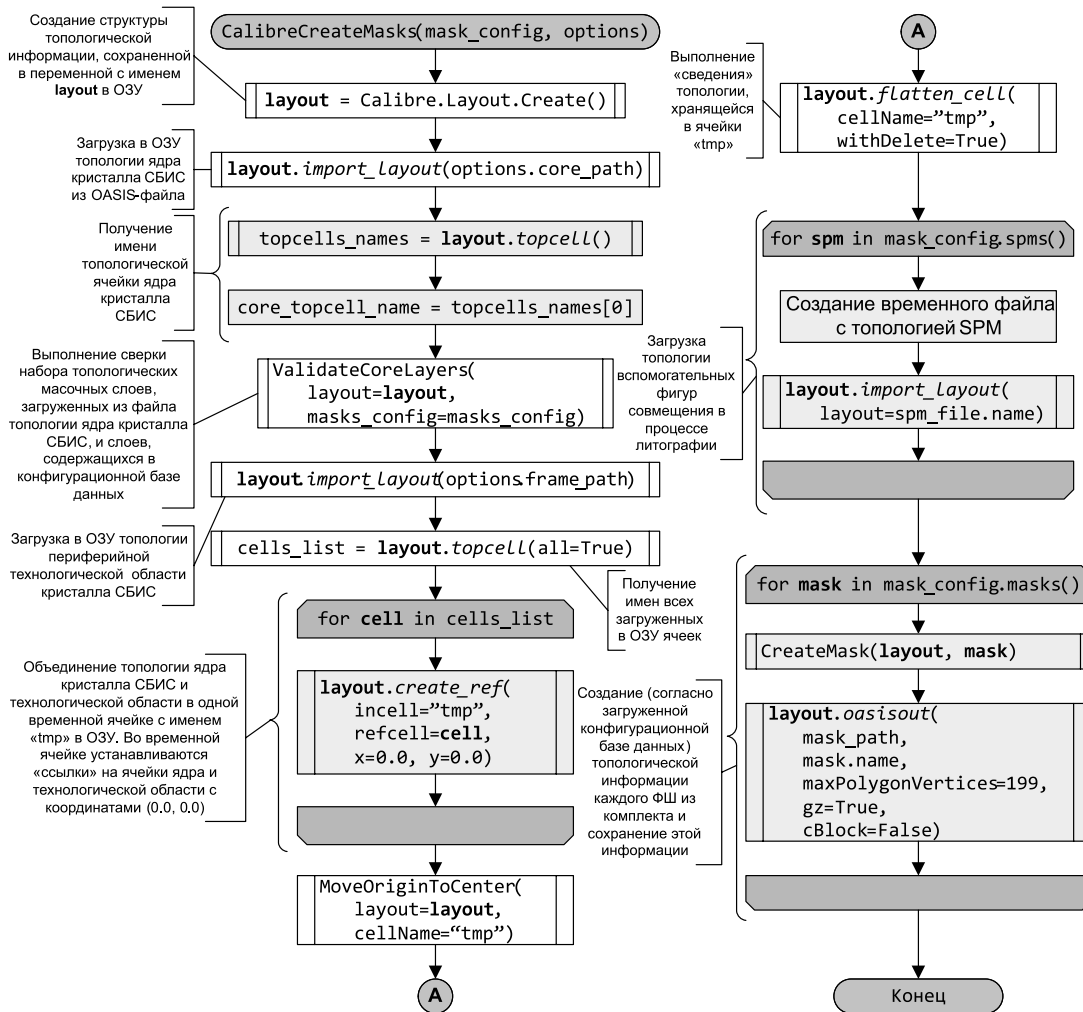 Создание структуры
топологической
информации, сохраненной
в переменной с именем
layout в ОЗУ
CalibreCreateMasks(mask_config, options)
layout = Calibre.Layout.Create()
Загрузка в ОЗУ
топологии ядра
кристалла СБИС
из OASIS-файла
layout.import_layout(options.core_path)
Получение
имени
топологической
ячейки ядра
кристалла
СБИС
topcells_names = layout.topcell()
core_topcell_name = topcells_names[0]
Выполнение сверки
набора топологических
масочных слоев,
загруженных из файла
топологии ядра кристалла
СБИС, и слоев,
содержащихся в
конфигурационной базе
данных
ValidateCoreLayers(
layout=layout,
masks_config=masks_config)
layout.import_layout(options.frame_path)
Загрузка в ОЗУ топологии
периферийной
технологической области
кристалла СБИС
cells_list = layout.topcell(all=True)
Получение
имен всех
загруженных
в ОЗУ ячеек
for cell in cells_list
Объединение топологии ядра
кристалла СБИС и
технологической области в одной
временной ячейке с именем
«tmp» в ОЗУ. Во временной
ячейке устанавливаются
«ссылки» на ячейки ядра и
технологической области с
координатами (0.0, 0.0)
layout.create_ref(
incell=”tmp”,
refcell=cell,
x=0.0, y=0.0)
MoveOriginToCenter(
layout=layout,
cellName=“tmp”)
A
A
Выполнение
«сведения»
топологии,
хранящейся
в ячейки
«tmp»
layout.flatten_cell(
cellName=”tmp”,
withDelete=True)
for spm in mask_config.spms()
Создание временного файла
с топологией SPM
Загрузка
топологии
вспомогательных
фигур
совмещения в
процессе
литографии
layout.import_layout(
layout=spm_file.name)
for mask in mask_config.masks()
CreateMask(layout, mask)
Создание (согласно
загруженной
конфигурационной
базе данных)
топологической
информации
каждого ФШ из
комплекта и
сохранение этой
информации
layout.oasisout(
mask_path,
mask.name,
maxPolygonVertices=199,
gz=True,
cBlock=False)
Конец